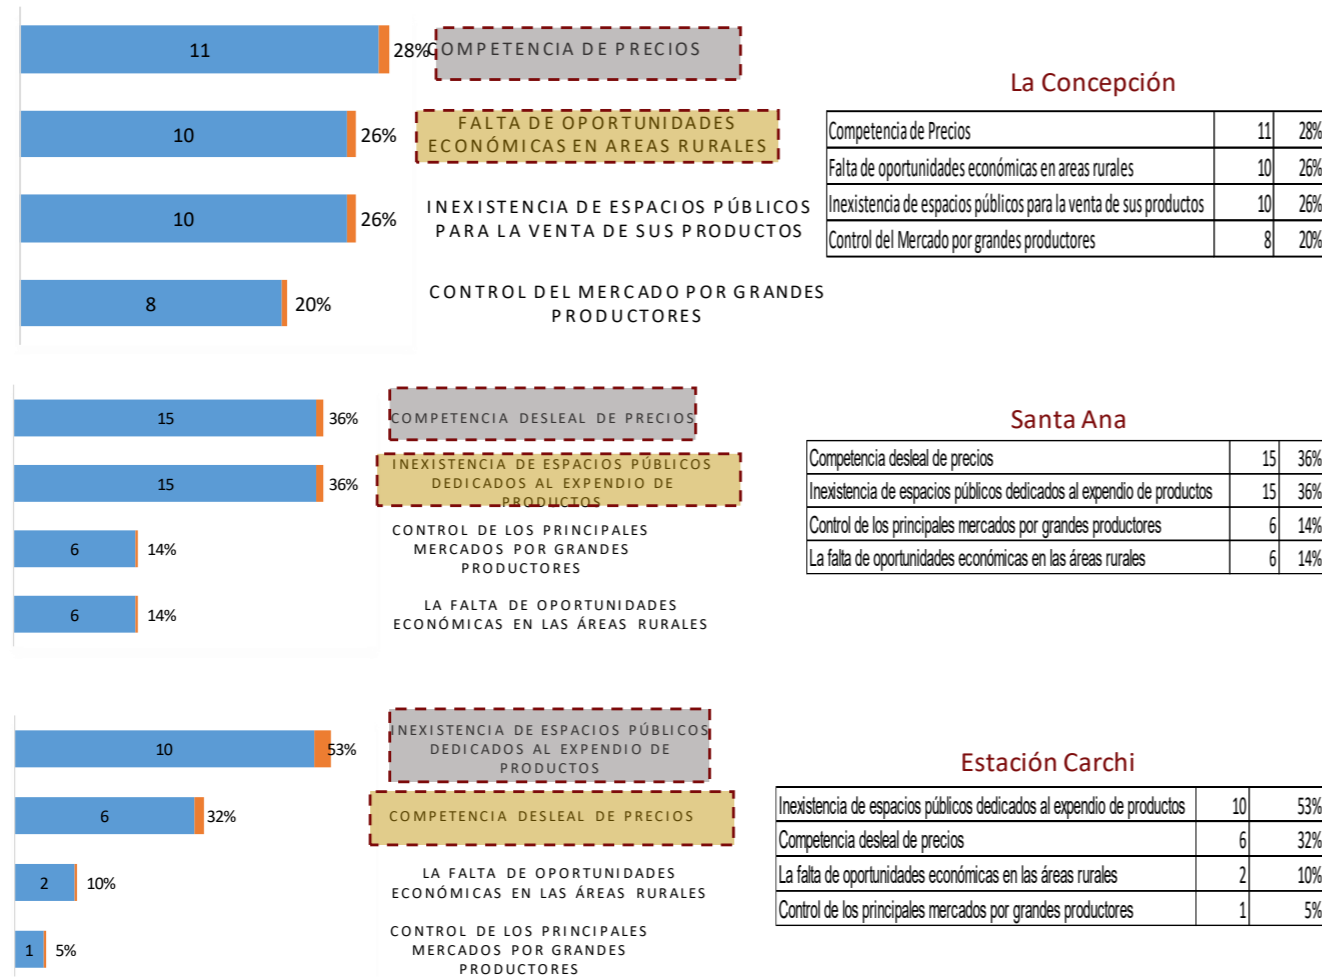 11 28% COMPETENCIA DE PRECIOS
10 26% FALTA DE OPORTUNIDADES
ECONÓMICAS EN AREAS RURALES
10 26% INEXISTENCIA DE ESPACIOS PÚBLICOS
PARA LA VENTA DE SUS PRODUCTOS
8 20% CONTROL DEL MERCADO POR GRANDES
PRODUCTORES
La Concepción
Competencia de Precios 11 28%
Falta de oportunidades económicas en areas rurales 10 26%
Inexistencia de espacios públicos para la venta de sus productos 10 26%
Control del Mercado por grandes productores 8 20%
15 36% COMPETENCIA DESLEAL DE PRECIOS
15 36% INEXISTENCIA DE ESPACIOS PÚBLICOS
DEDICADOS AL EXPENDIO DE
PRODUCTOS
6 14% CONTROL DE LOS PRINCIPALES
MERCADOS POR GRANDES
PRODUCTORES
6 14% LA FALTA DE OPORTUNIDADES
ECONÓMICAS EN LAS ÁREAS RURALES
Santa Ana
Competencia desleal de precios 15 36%
Inexistencia de espacios públicos dedicados al expendio de productos 15 36%
Control de los principales mercados por grandes productores 6 14%
La falta de oportunidades económicas en las áreas rurales 6 14%
10 53% INEXISTENCIA DE ESPACIOS PÚBLICOS
DEDICADOS AL EXPENDIO DE
PRODUCTOS
6 32% COMPETENCIA DESLEAL DE PRECIOS
2 10% LA FALTA DE OPORTUNIDADES
ECONÓMICAS EN LAS ÁREAS RURALES
1 5% CONTROL DE LOS PRINCIPALES
MERCADOS POR GRANDES
PRODUCTORES
Estación Carchi
Inexistencia de espacios públicos dedicados al expendio de productos 10 53%
Competencia desleal de precios 6 32%
La falta de oportunidades económicas en las áreas rurales 2 10%
Control de los principales mercados por grandes productores 1 5%